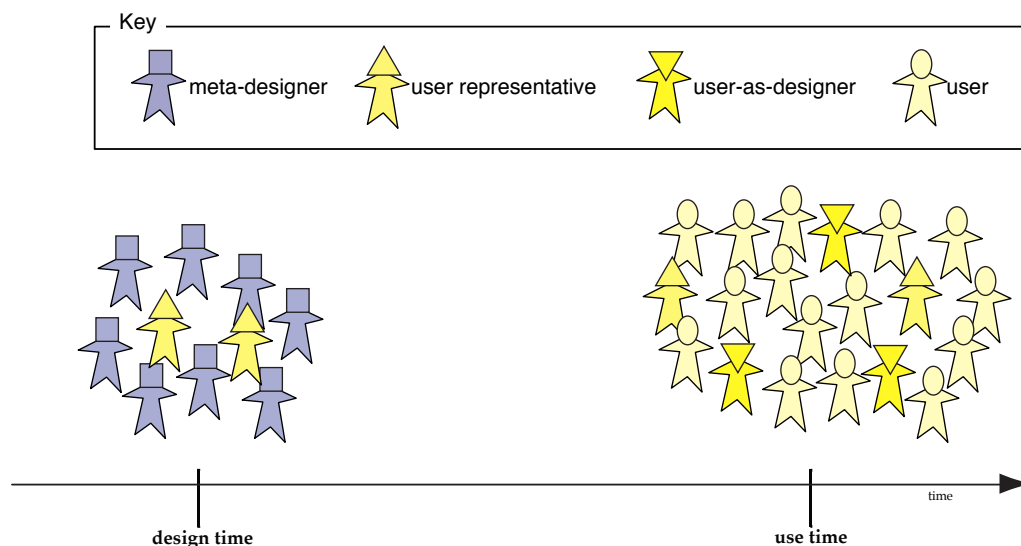 Key
meta-designer
user representative
user-as-designer
user
time
design time
use time